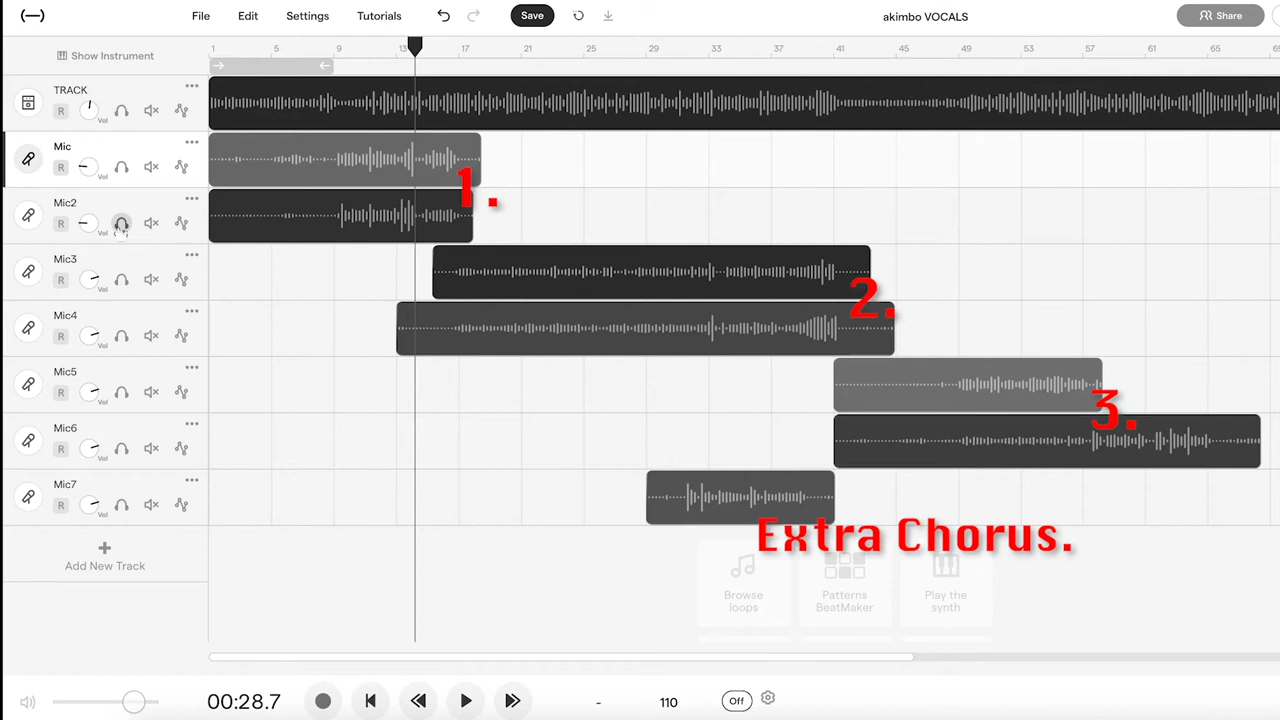 (—) File Edit Settings Tutorials Save akimbo VOCALS Share
Show Instrument 1 5 9 13 17 21 25 29 33 37 41 45 49 53 57 61 65 69
TRACK
R Vol
Mic
R Vol
1.
Mic2
R Vol
Mic3
R Vol
2.
Mic4
R Vol
Mic5
R Vol
3.
Mic6
R Vol
Mic7
R Vol
Extra Chorus.
Add New Track
Browse
loops
Patterns
BeatMaker
Play the
synth
00:28.7 - 110 Off